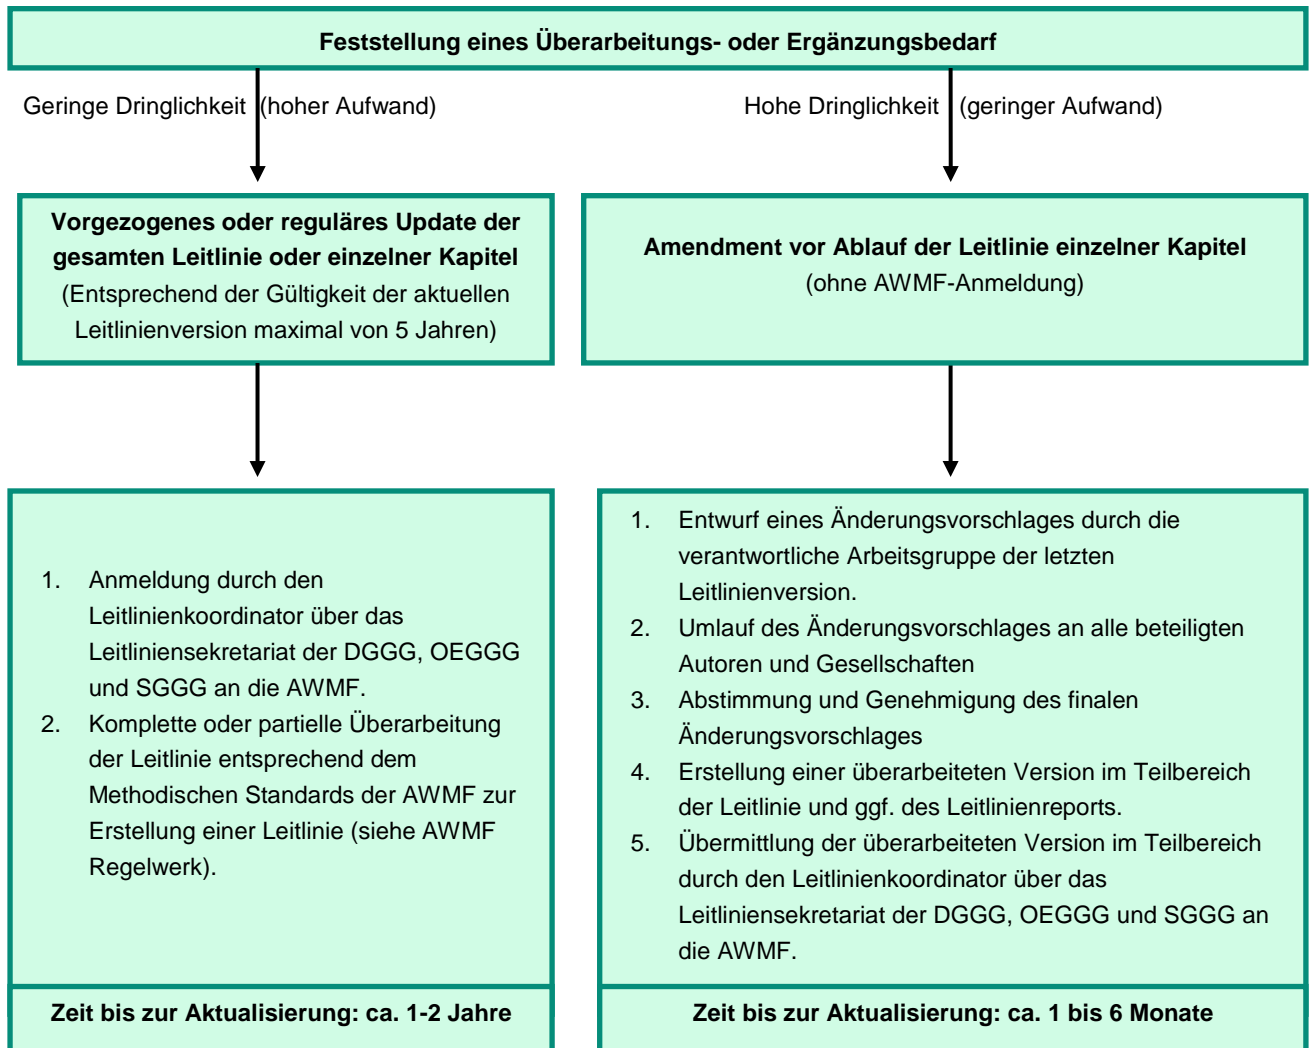 Feststellung eines Überarbeitungs- oder Ergänzungsbedarf
Geringe Dringlichkeit (hoher Aufwand)
Hohe Dringlichkeit (geringer Aufwand)
Vorgezogenes oder reguläres Update der
gesamten Leitlinie oder einzelner Kapitel
(Entsprechend der Gültigkeit der aktuellen
Leitlinienversion maximal von 5 Jahren)
Amendment vor Ablauf der Leitlinie einzelner Kapitel
(ohne AWMF-Anmeldung)
1. Anmeldung durch den
Leitlinienkoordinator über das
Leitliniensekretariat der DGGG, OEGGG
und SGGG an die AWMF.
2. Komplette oder partielle Überarbeitung
der Leitlinie entsprechend dem
Methodischen Standards der AWMF zur
Erstellung einer Leitlinie (siehe AWMF
Regelwerk).
Zeit bis zur Aktualisierung: ca. 1-2 Jahre
1. Entwurf eines Änderungsvorschlages durch die
verantwortliche Arbeitsgruppe der letzten
Leitlinienversion.
2. Umlauf des Änderungsvorschlages an alle beteiligten
Autoren und Gesellschaften
3. Abstimmung und Genehmigung des finalen
Änderungsvorschlages
4. Erstellung einer überarbeiteten Version im Teilbereich
der Leitlinie und ggf. des Leitlinienreports.
5. Übermittlung der überarbeiteten Version im Teilbereich
durch den Leitlinienkoordinator über das
Leitliniensekretariat der DGGG, OEGGG und SGGG an
die AWMF.
Zeit bis zur Aktualisierung: ca. 1 bis 6 Monate